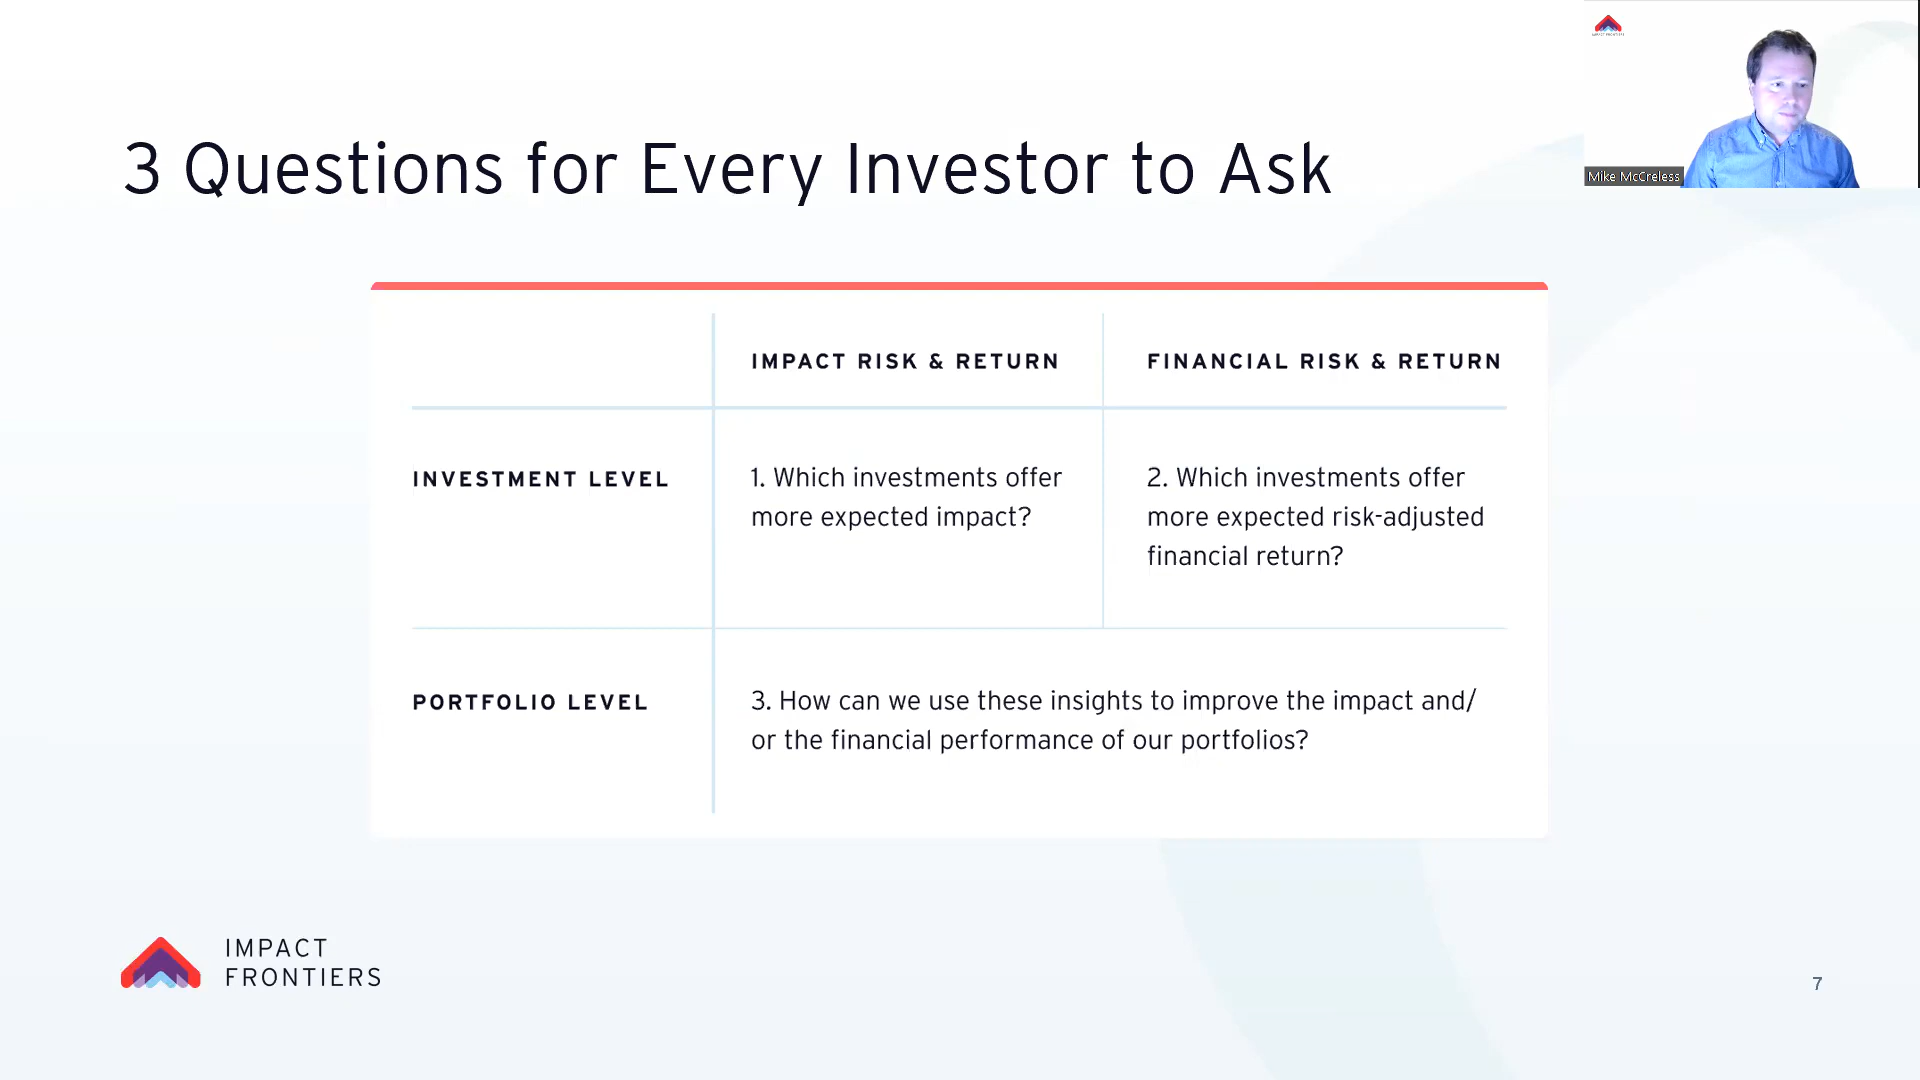 3 Questions for Every Investor to Ask
Mike McCreless
IMPACT RISK & RETURN
FINANCIAL RISK & RETURN
INVESTMENT LEVEL
1. Which investments offer
more expected impact?
2. Which investments offer
more expected risk-adjusted
financial return?
PORTFOLIO LEVEL
3. How can we use these insights to improve the impact and/
or the financial performance of our portfolios?
IMPACT
FRONTIERS
7